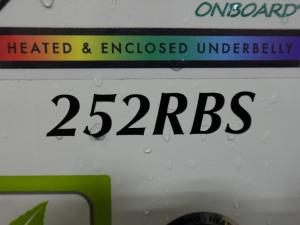 ONBOARD
HEATED & ENCLOSED UNDERBELLY
252RBS